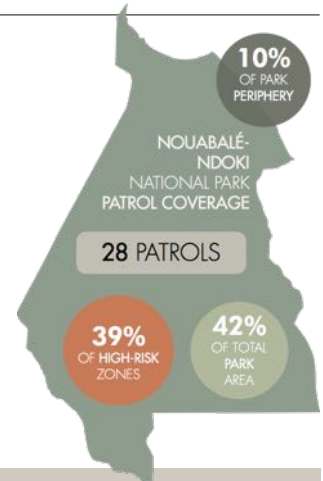 10%
OF PARK
PERIPHERY
NOUABALÉ-
NDOKI
NATIONAL PARK
PATROL COVERAGE
28 PATROLS
39%
OF HIGH-RISK
ZONES
42%
OF TOTAL
PARK
AREA